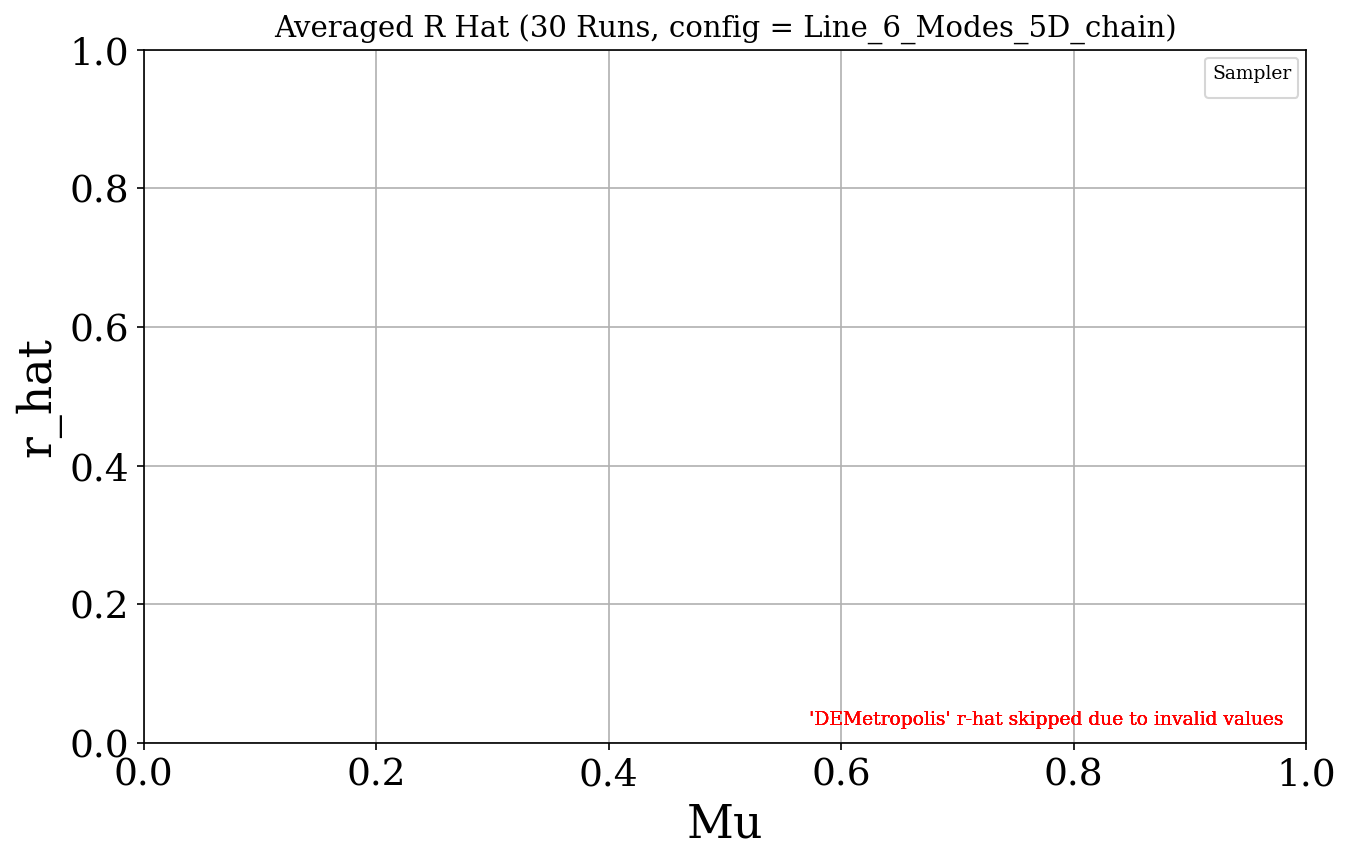 Averaged R Hat (30 Runs, config = Line_6_Modes_5D_chain)
1.0
Sampler
0.8
0.6
r_hat
0.4
0.2
'DEMetropolis' r-hat skipped due to invalid values
0.0
0.0 0.2 0.4 0.6 0.8 1.0
Mu